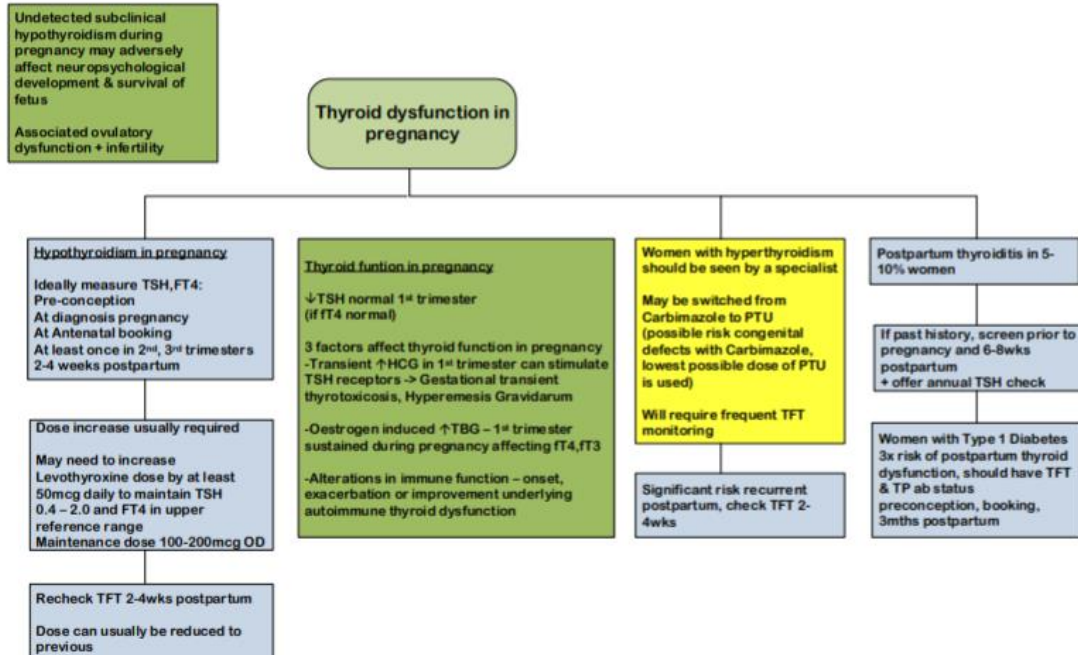 Undetected subclinical
hypothyroidism during
pregnancy may adversely
affect neuropsychological
development & survival of
fetus
Associated ovulatory
dysfunction + infertility
Thyroid dysfunction in
pregnancy
Hypothyroidism in pregnancy
Ideally measure TSH,FT4:
Pre-conception
At diagnosis pregnancy
At Antenatal booking
At least once in 2nd, 3rd trimesters
2-4 weeks postpartum
Dose increase usually required
May need to increase
Levothyroxine dose by at least
50mcg daily to maintain TSH
0.4 – 2.0 and FT4 in upper
reference range
Maintenance dose 100-200mcg OD
Recheck TFT 2-4wks postpartum
Dose can usually be reduced to
previous
Thyroid funtion in pregnancy
↓TSH normal 1st trimester
(if fT4 normal)
3 factors affect thyroid function in pregnancy
-Transient ↑HCG in 1st trimester can stimulate
TSH receptors -> Gestational transient
thyrotoxicosis, Hyperemesis Gravidarum
-Oestrogen induced ↑TBG – 1st trimester
sustained during pregnancy affecting fT4,fT3
-Alterations in immune function – onset,
exacerbation or improvement underlying
autoimmune thyroid dysfunction
Women with hyperthyroidism
should be seen by a specialist
May be switched from
Carbimazole to PTU
(possible risk congenital
defects with Carbimazole,
lowest possible dose of PTU
is used)
Will require frequent TFT
monitoring
Significant risk recurrent
postpartum, check TFT 2-
4wks
Postpartum thyroiditis in 5-
10% women
If past history, screen prior to
pregnancy and 6-8wks
postpartum
+ offer annual TSH check
Women with Type 1 Diabetes
3x risk of postpartum thyroid
dysfunction, should have TFT
& TP ab status
preconception, booking,
3mths postpartum